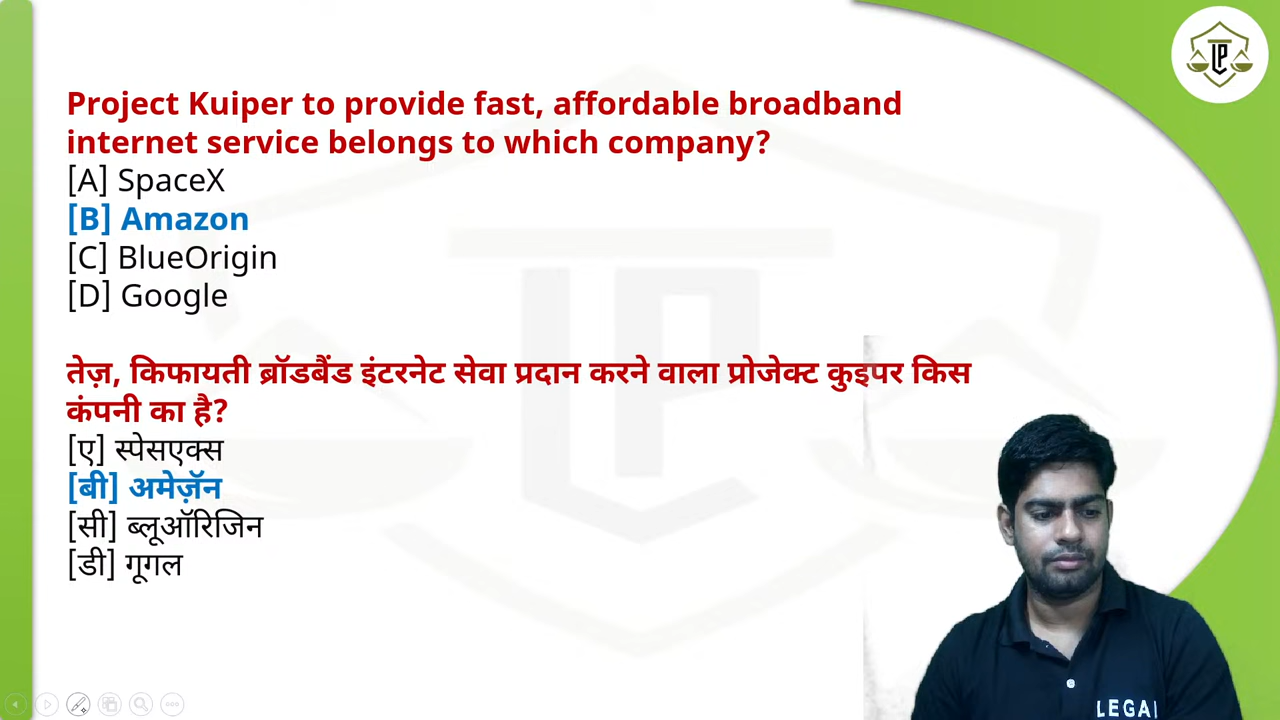 Project Kuiper to provide fast, affordable broadband
internet service belongs to which company?
[A] SpaceX
[B] Amazon
[C] BlueOrigin
[D] Google
तेज़, किफायती ब्रॉडबैंड इंटरनेट सेवा प्रदान करने वाला प्रोजेक्ट कुइपर किस
कंपनी का है?
[ए] स्पेसएक्स
[बी] अमेज़ॅन
[सी] ब्लूऑरिजिन
[डी] गूगल